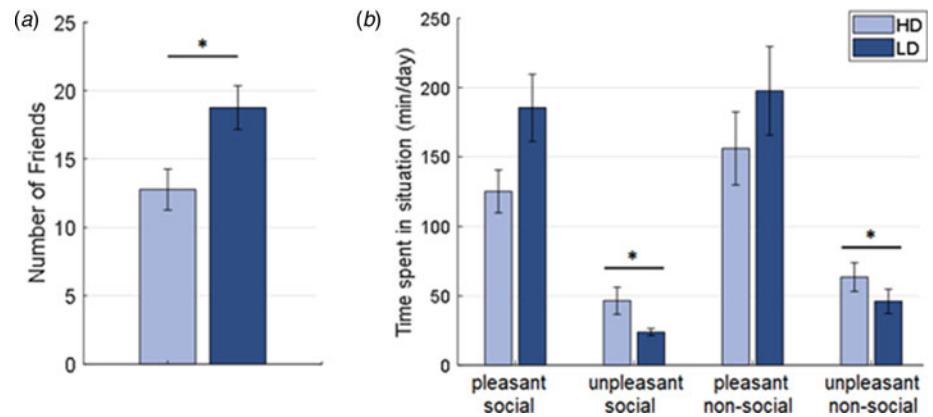 (a)
Number of Friends
25
20
15
10
5
0
*
(b)
Time spent in situation (min/day)
250
200
150
100
50
0
*
*
HD
LD
pleasant social
unpleasant social
pleasant non-social
unpleasant non-social